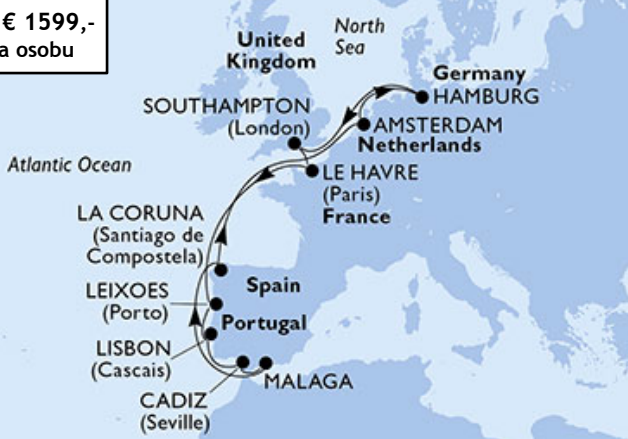 € 1599,-
a osobu
North
Sea
United
Kingdom
Germany
HAMBURG
SOUTHAMPTON
(London)
AMSTERDAM
Netherlands
Atlantic Ocean
LE HAVRE
(Paris)
France
LA CORUNA
(Santiago de
Compostela)
Spain
LEIXOES
(Porto)
Portugal
LISBON
(Cascais)
MALAGA
CADIZ
(Seville)